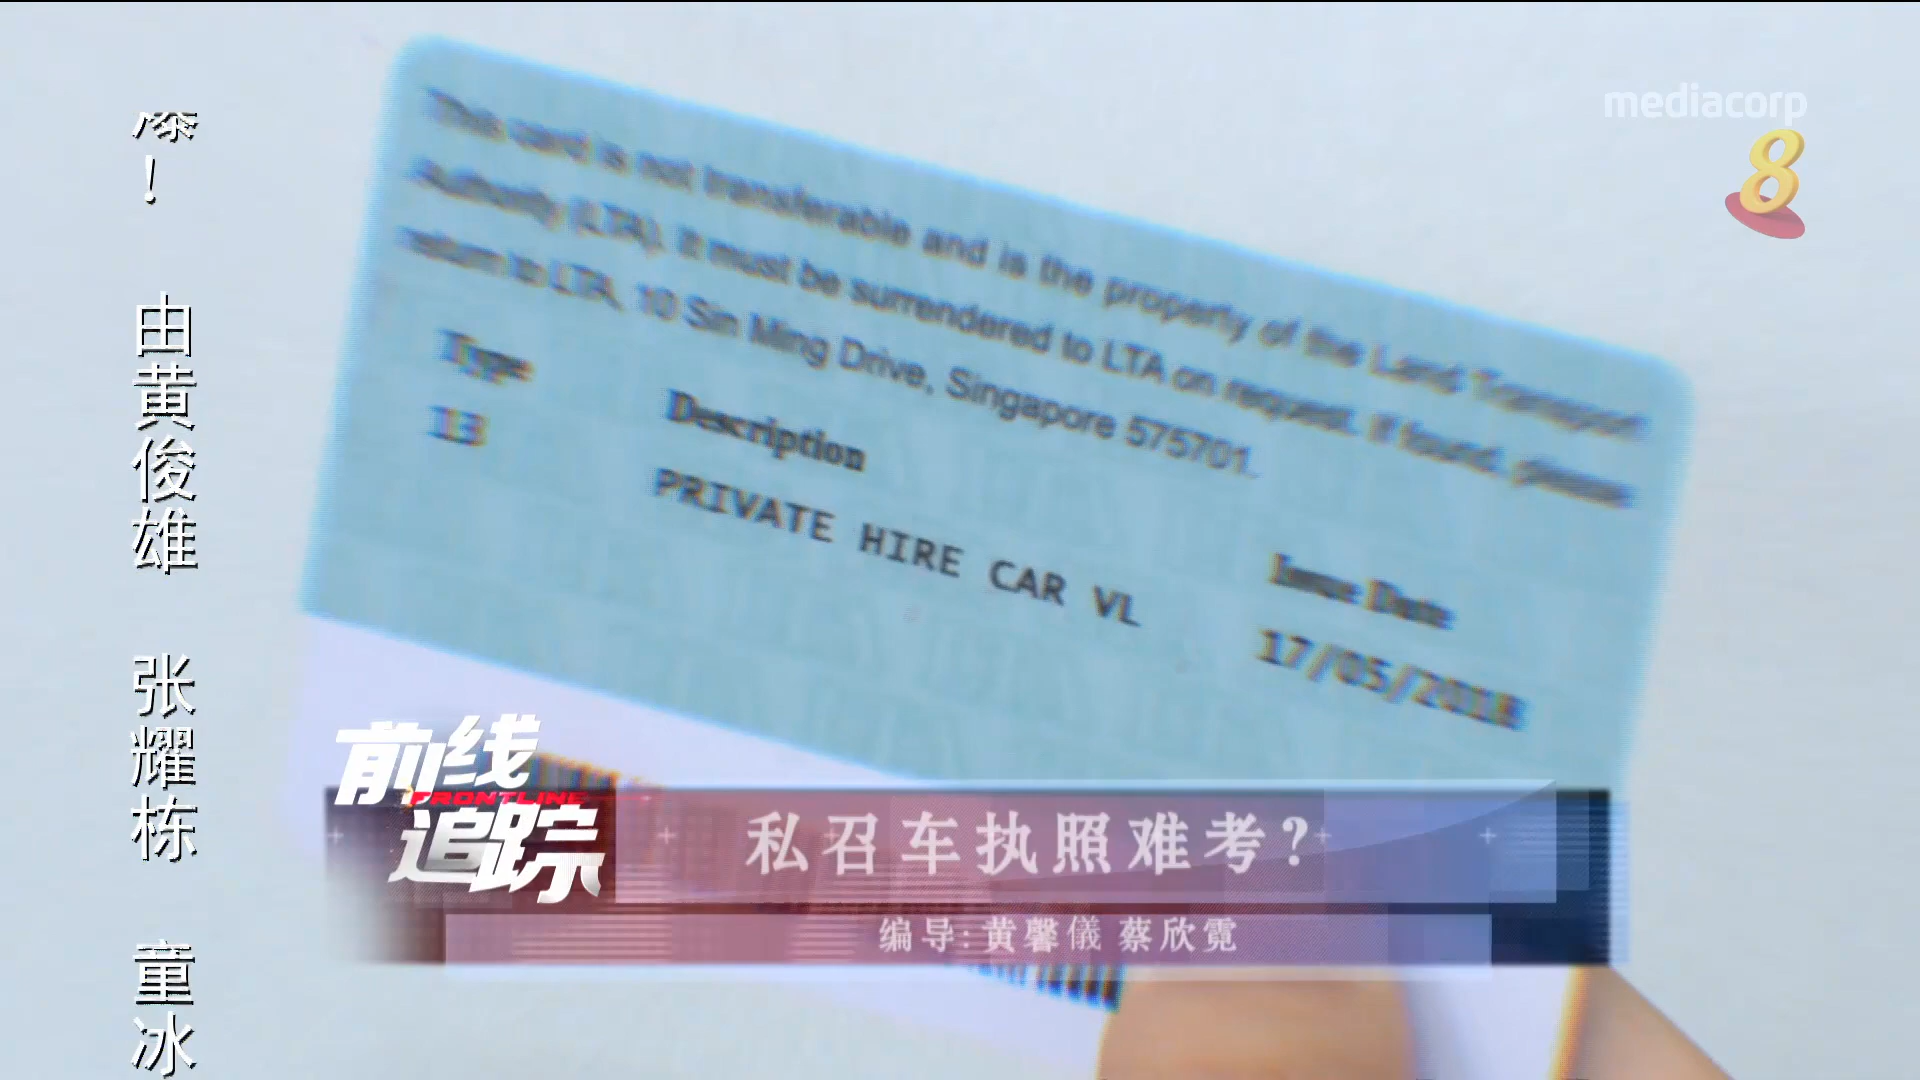 mediacorp
8
爆！ 由黄俊雄 张耀栋 童冰
This card is not transferable and is the property of the Land Transport
Authority (LTA). It must be surrendered to LTA on request. If found, please
return to LTA, 10 Sin Ming Drive, Singapore 575701.
Type Description Issue Date
13 PRIVATE HIRE CAR VL 17/05/2018
前线
FRONTLINE
追踪
私召车执照难考?
编导:黄馨儀 蔡欣霓